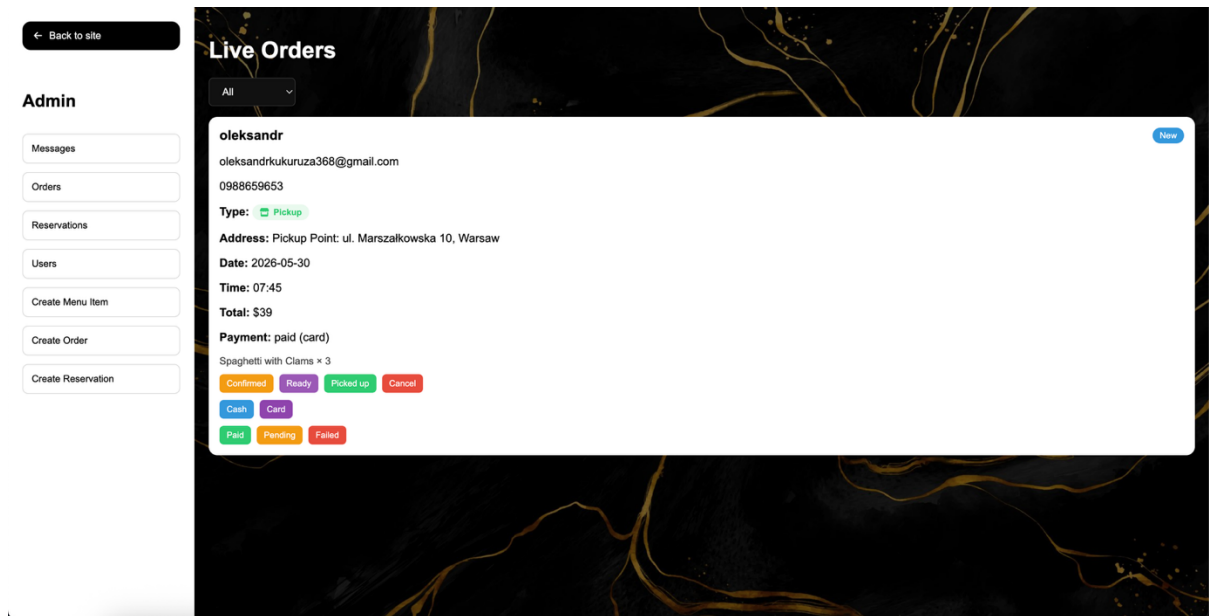 ← Back to site
Admin
Messages
Orders
Reservations
Users
Create Menu Item
Create Order
Create Reservation
Live Orders
All
oleksandr
New
oleksandrkukuruza368@gmail.com
0988659653
Type: Pickup
Address: Pickup Point: ul. Marszałkowska 10, Warsaw
Date: 2026-05-30
Time: 07:45
Total: $39
Payment: paid (card)
Spaghetti with Clams × 3
Confirmed Ready Picked up Cancel
Cash Card
Paid Pending Failed